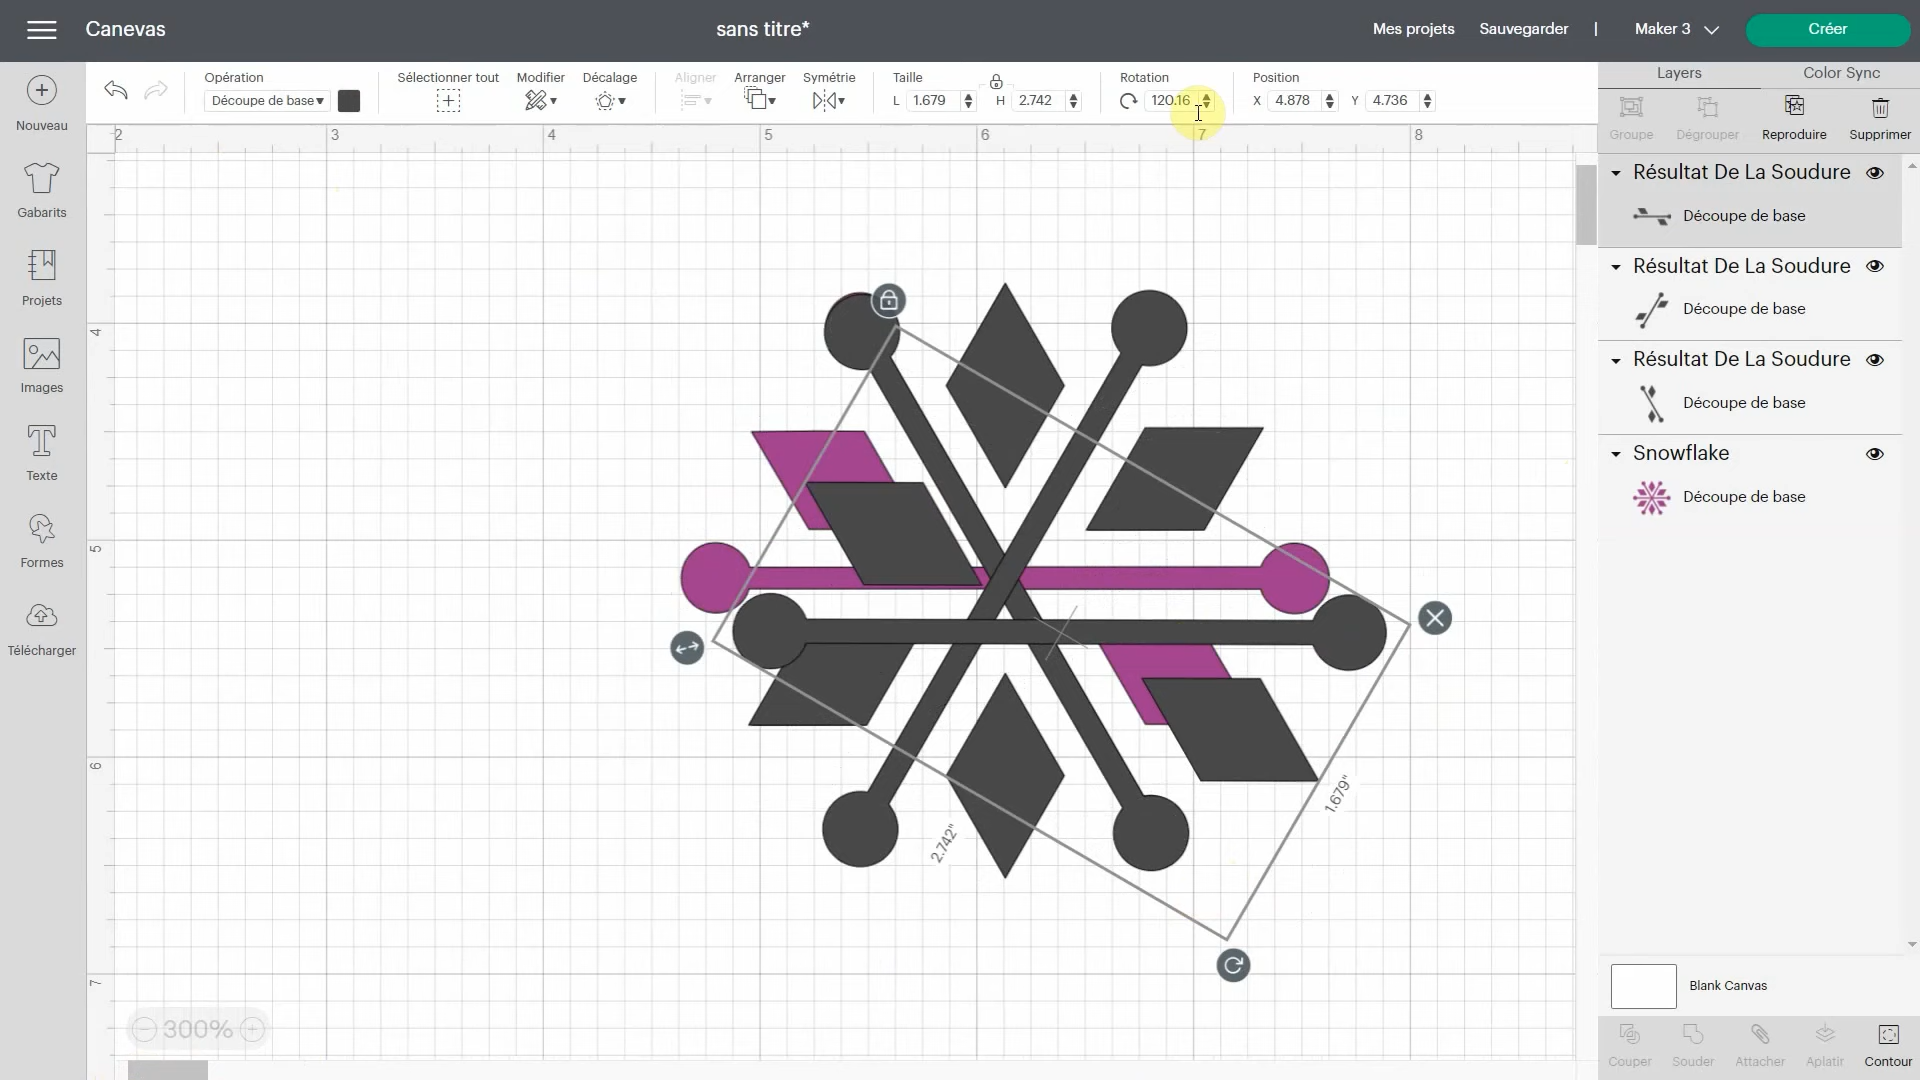 Canevas
sans titre*
Mes projets
Sauvegarder
|
Maker 3
Créer
Nouveau
Gabarits
Projets
Images
Texte
Formes
Télécharger
Opération
Découpe de base
Sélectionner tout
Modifier
Décalage
Aligner
Arranger
Symétrie
Taille
L 1.679
H 2.742
Rotation
120.16
Position
X 4.878
Y 4.736
2 3 4 5 6 7 8
4
5
6
7
2.742"
1.679"
300%
Layers
Color Sync
Groupe
Dégrouper
Reproduire
Supprimer
Résultat De La Soudure
Découpe de base
Résultat De La Soudure
Découpe de base
Résultat De La Soudure
Découpe de base
Snowflake
Découpe de base
Blank Canvas
Couper
Souder
Attacher
Aplatir
Contour